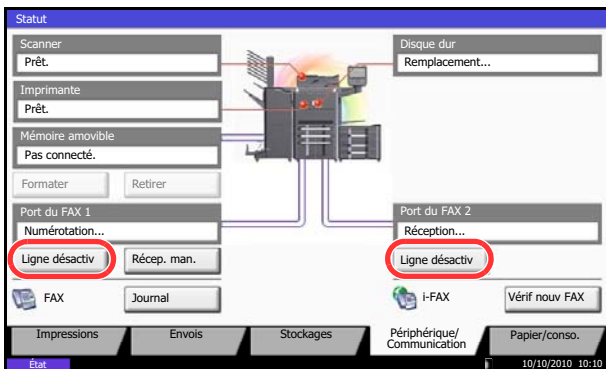 Statut
Scanner
Prêt.
Disque dur
Remplacement...
Imprimante
Prêt.
Mémoire amovible
Pas connecté.
Formater
Retirer
Port du FAX 1
Numérotation...
Port du FAX 2
Réception...
Ligne désactiv
Récep. man.
Ligne désactiv
FAX
Journal
i-FAX
Vérif nouv FAX
Impressions
Envois
Stockages
Périphérique/
Communication
Papier/conso.
État
10/10/2010 10:10